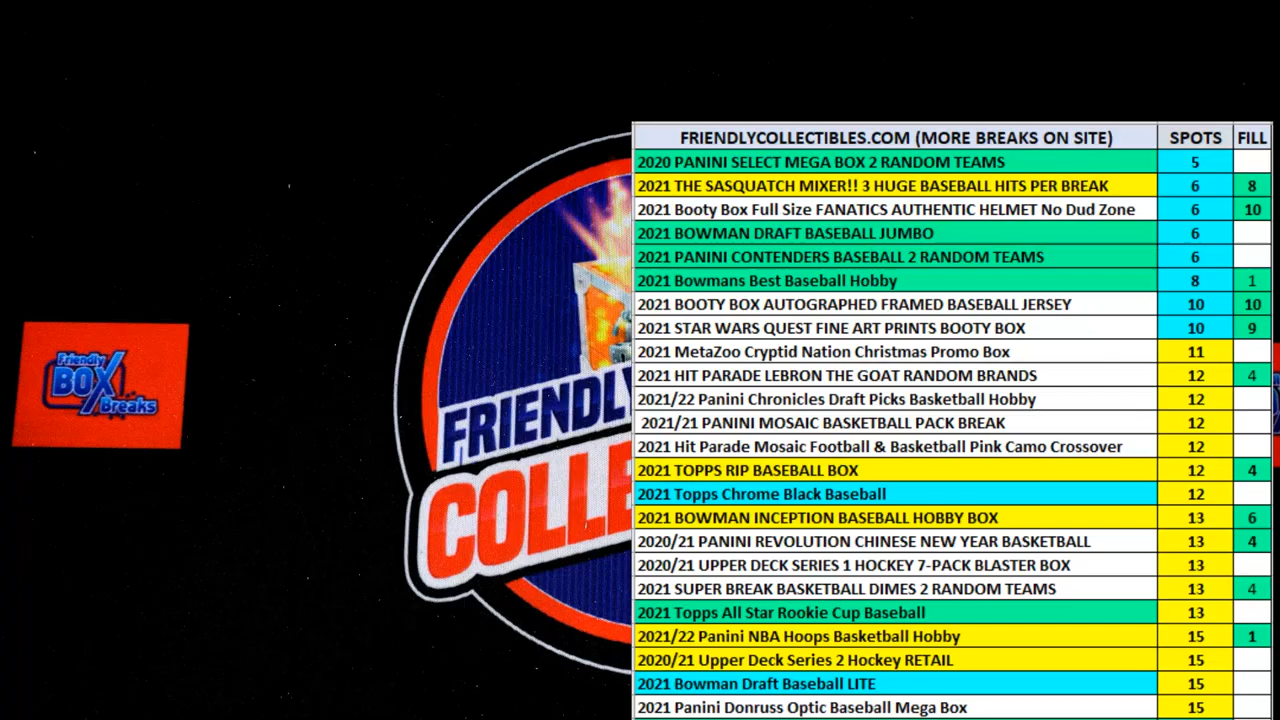 Friendly
BOX
Breaks
FRIENDLY
COLLE
FRIENDLYCOLLECTIBLES.COM (MORE BREAKS ON SITE) SPOTS FILL
2020 PANINI SELECT MEGA BOX 2 RANDOM TEAMS 5
2021 THE SASQUATCH MIXER!! 3 HUGE BASEBALL HITS PER BREAK 6 8
2021 Booty Box Full Size FANATICS AUTHENTIC HELMET No Dud Zone 6 10
2021 BOWMAN DRAFT BASEBALL JUMBO 6
2021 PANINI CONTENDERS BASEBALL 2 RANDOM TEAMS 6
2021 Bowmans Best Baseball Hobby 8 1
2021 BOOTY BOX AUTOGRAPHED FRAMED BASEBALL JERSEY 10 10
2021 STAR WARS QUEST FINE ART PRINTS BOOTY BOX 10 9
2021 MetaZoo Cryptid Nation Christmas Promo Box 11
2021 HIT PARADE LEBRON THE GOAT RANDOM BRANDS 12 4
2021/22 Panini Chronicles Draft Picks Basketball Hobby 12
2021/21 PANINI MOSAIC BASKETBALL PACK BREAK 12
2021 Hit Parade Mosaic Football & Basketball Pink Camo Crossover 12
2021 TOPPS RIP BASEBALL BOX 12 4
2021 Topps Chrome Black Baseball 12
2021 BOWMAN INCEPTION BASEBALL HOBBY BOX 13 6
2020/21 PANINI REVOLUTION CHINESE NEW YEAR BASKETBALL 13 4
2020/21 UPPER DECK SERIES 1 HOCKEY 7-PACK BLASTER BOX 13
2021 SUPER BREAK BASKETBALL DIMES 2 RANDOM TEAMS 13 4
2021 Topps All Star Rookie Cup Baseball 13
2021/22 Panini NBA Hoops Basketball Hobby 15 1
2020/21 Upper Deck Series 2 Hockey RETAIL 15
2021 Bowman Draft Baseball LITE 15
2021 Panini Donruss Optic Baseball Mega Box 15